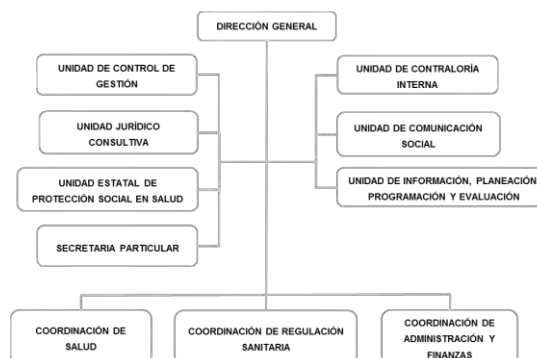 DIRECCIÓN GENERAL
UNIDAD DE CONTROL DE
GESTIÓN
UNIDAD DE CONTRALORÍA
INTERNA
UNIDAD JURÍDICO
CONSULTIVA
UNIDAD DE COMUNICACIÓN
SOCIAL
UNIDAD ESTATAL DE
PROTECCIÓN SOCIAL EN SALUD
UNIDAD DE INFORMACIÓN, PLANEACIÓN
PROGRAMACIÓN Y EVALUACIÓN
SECRETARIA PARTICULAR
COORDINACIÓN DE
SALUD
COORDINACIÓN DE REGULACIÓN
SANITARIA
COORDINACIÓN DE
ADMINISTRACIÓN Y
FINANZAS